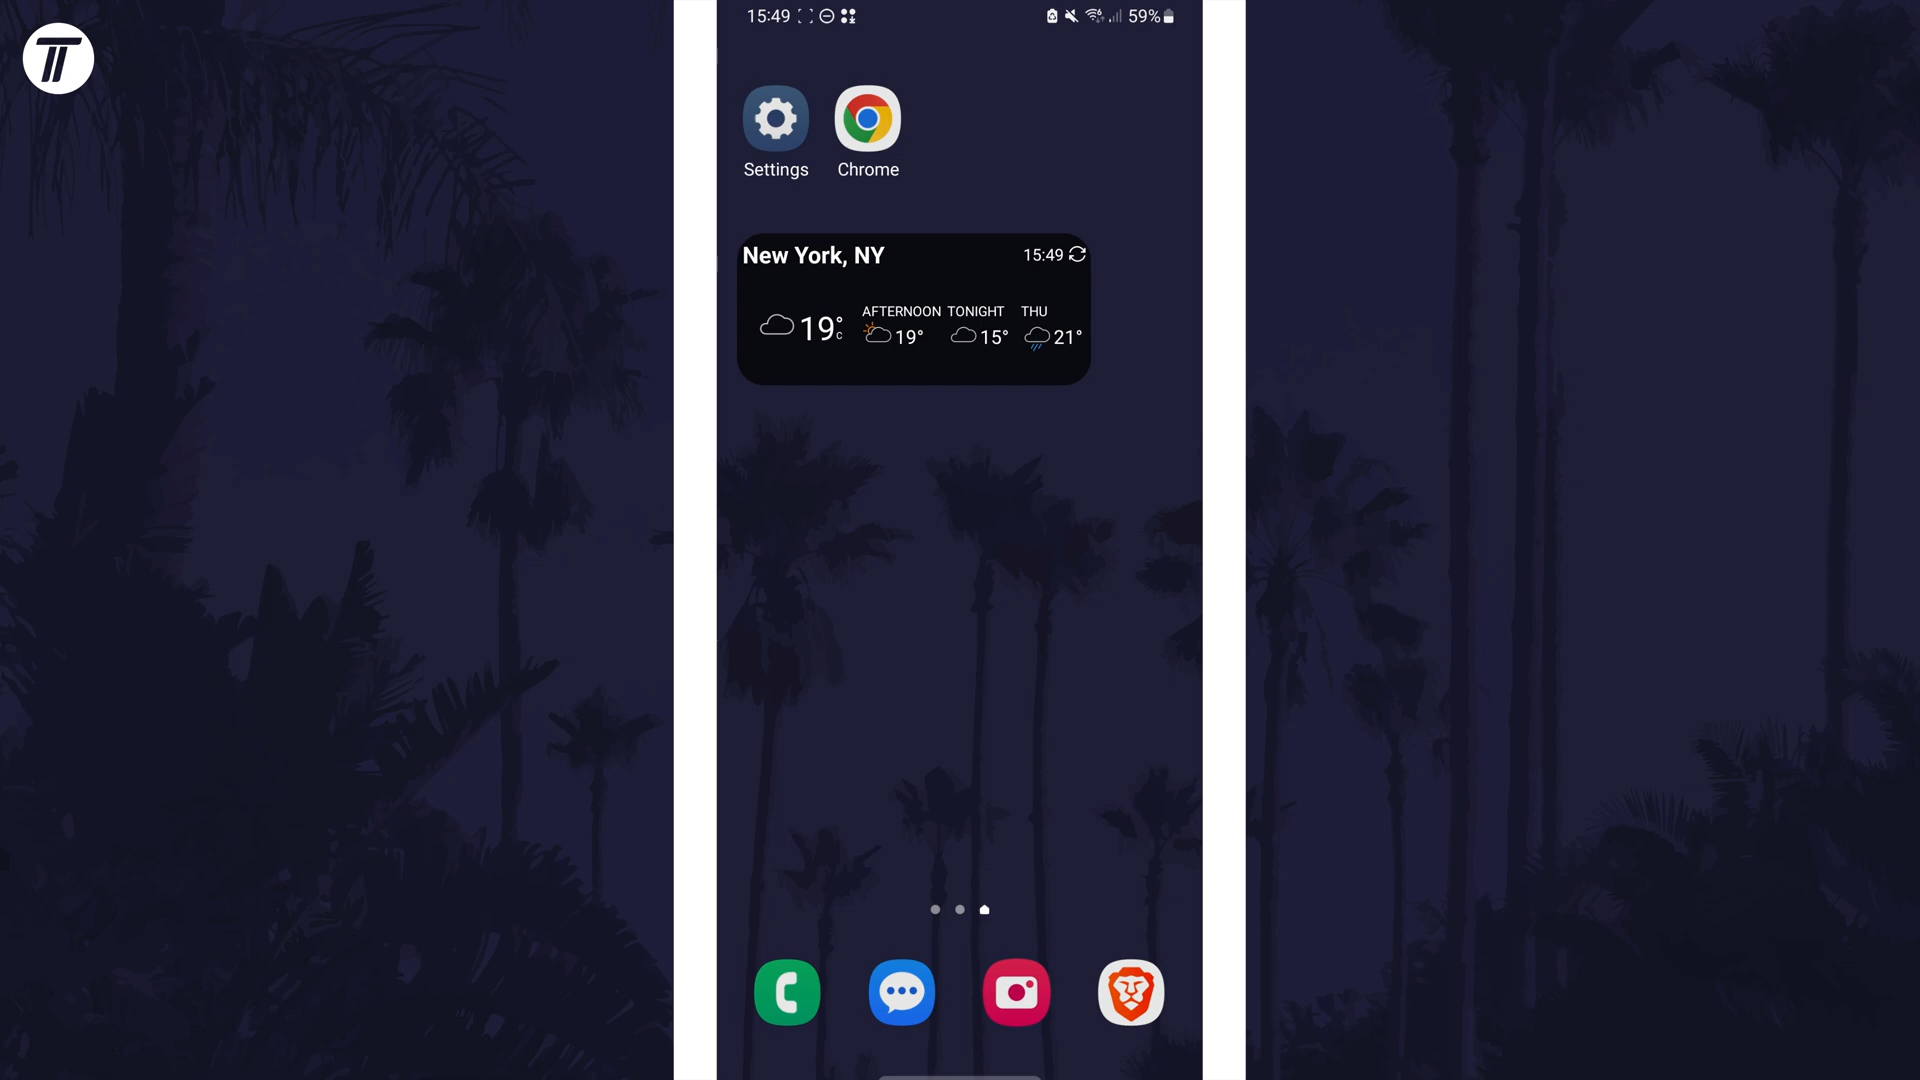 15:49 59%
Settings Chrome
New York, NY 15:49
19°c
AFTERNOON TONIGHT THU
19° 15° 21°